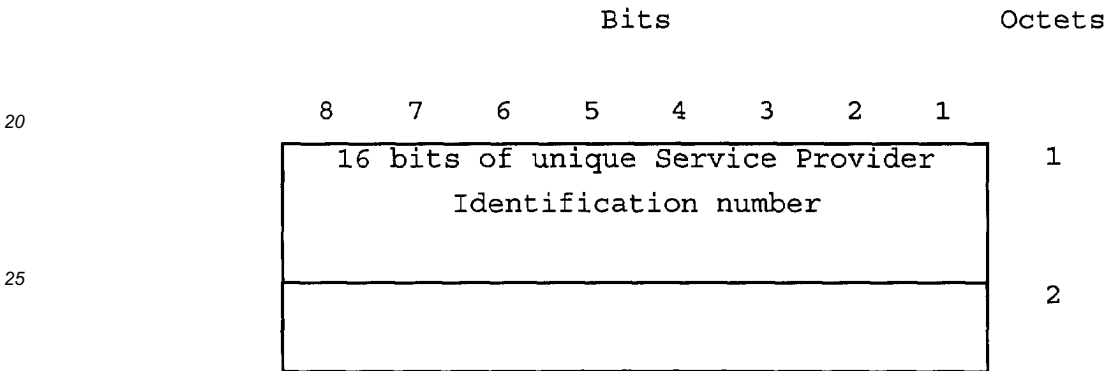 Bits Octets
20 8 7 6 5 4 3 2 1
16 bits of unique Service Provider 1
Identification number
25 2